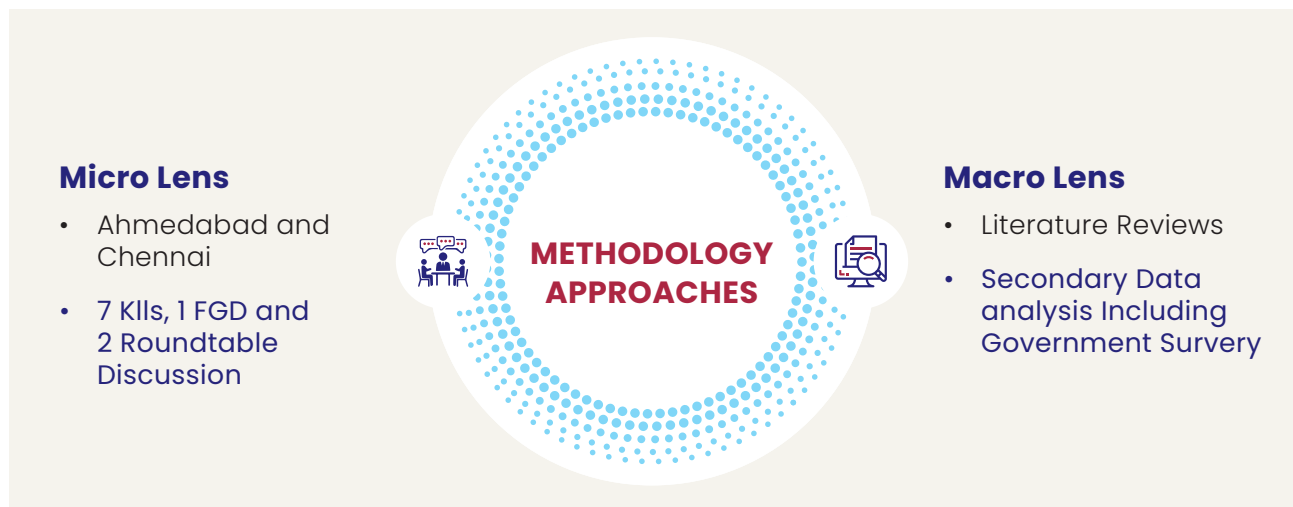 Micro Lens
• Ahmedabad and
Chennai
• 7 KIIs, 1 FGD and
2 Roundtable
Discussion
METHODOLOGY
APPROACHES
Macro Lens
• Literature Reviews
• Secondary Data
analysis Including
Government Survery